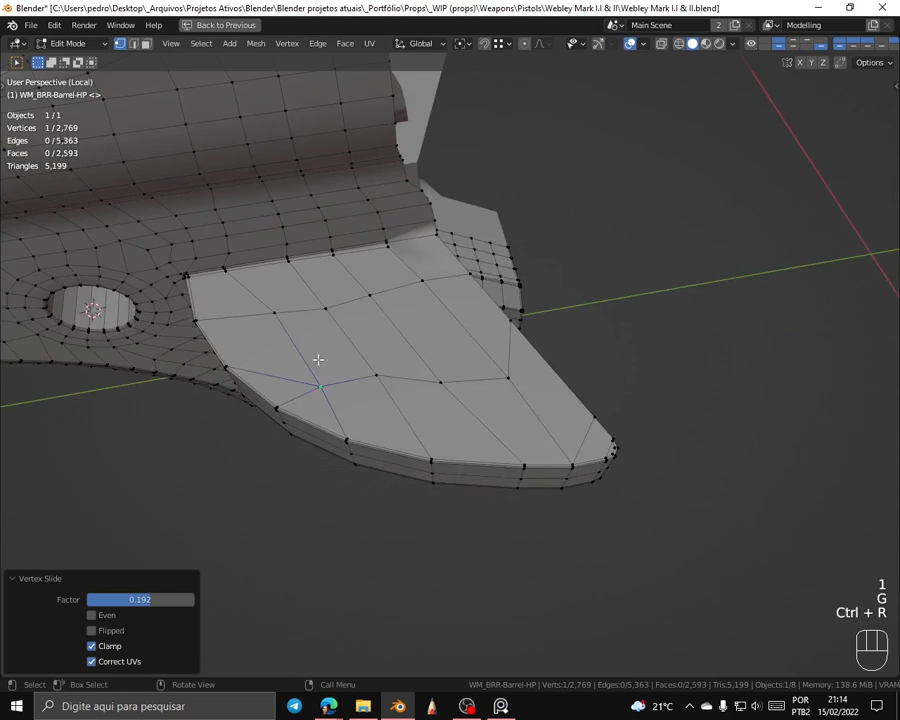 Blender* [C:\Users\pedro\Desktop\_Arquivos\Projetos Ativos\Blender\Blender projetos atuais\_Portfólio\Props\_WIP (props)\Weapons\Pistols\Webley Mark I.I & II\Webley Mark I.I & II.blend]
File Edit Render Window Help Back to Previous Main Scene 2 Modelling
Edit Mode View Select Add Mesh Vertex Edge Face UV Global
X Y Z Options
User Perspective (Local)
(1) WM_BRR-Barrel-HP <>
Objects 1/1
Vertices 1/2,769
Edges 0/5,363
Faces 0/2,593
Triangles 5,199
Vertex Slide
Factor 0.192
Even
Flipped
Clamp
Correct UVs
1
G
Ctrl + R
Select Box Select Rotate View Call Menu WM_BRR-Barrel-HP | Verts:1/2,769 | Edges:0/5,363 | Faces:0/2,593 | Tris:5,199 | Objects:1/8 | Memory: 138.6 MiB | VRAM
Digite aqui para pesquisar 21°C POR 21:14
PTB2 15/02/2022